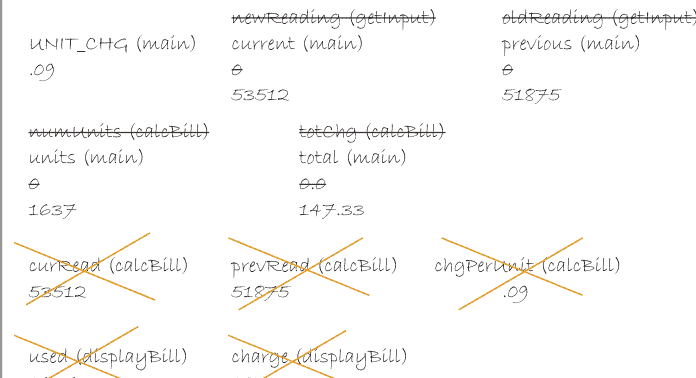 newReading (getInput) oldReading (getInput)
UNIT_CHG (main) current (main) previous (main)
.09 0 0
53512 51875
numUnits (calcBill) totChg (calcBill)
units (main) total (main)
0 0.0
1637 147.33
curRead (calcBill) prevRead (calcBill) chgPerUnit (calcBill)
53512 51875 .09
used (displayBill) charge (displayBill)